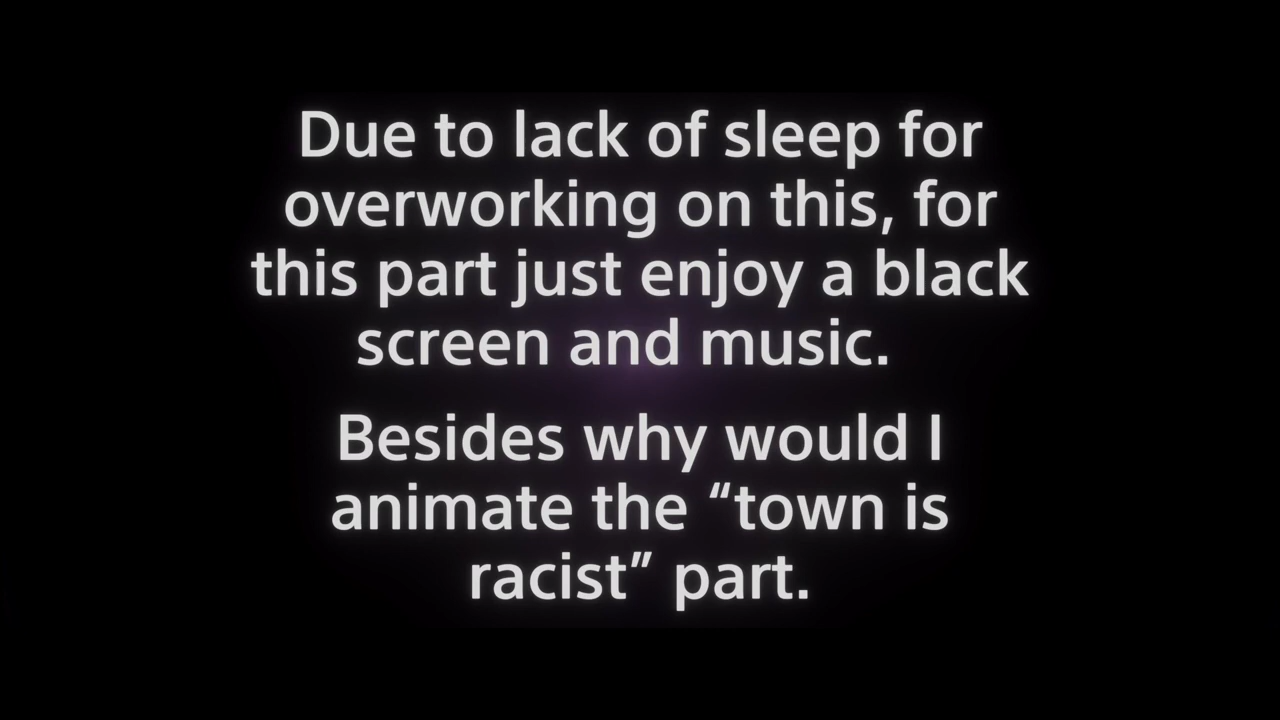 Due to lack of sleep for
overworking on this, for
this part just enjoy a black
screen and music.
Besides why would I
animate the “town is
racist” part.